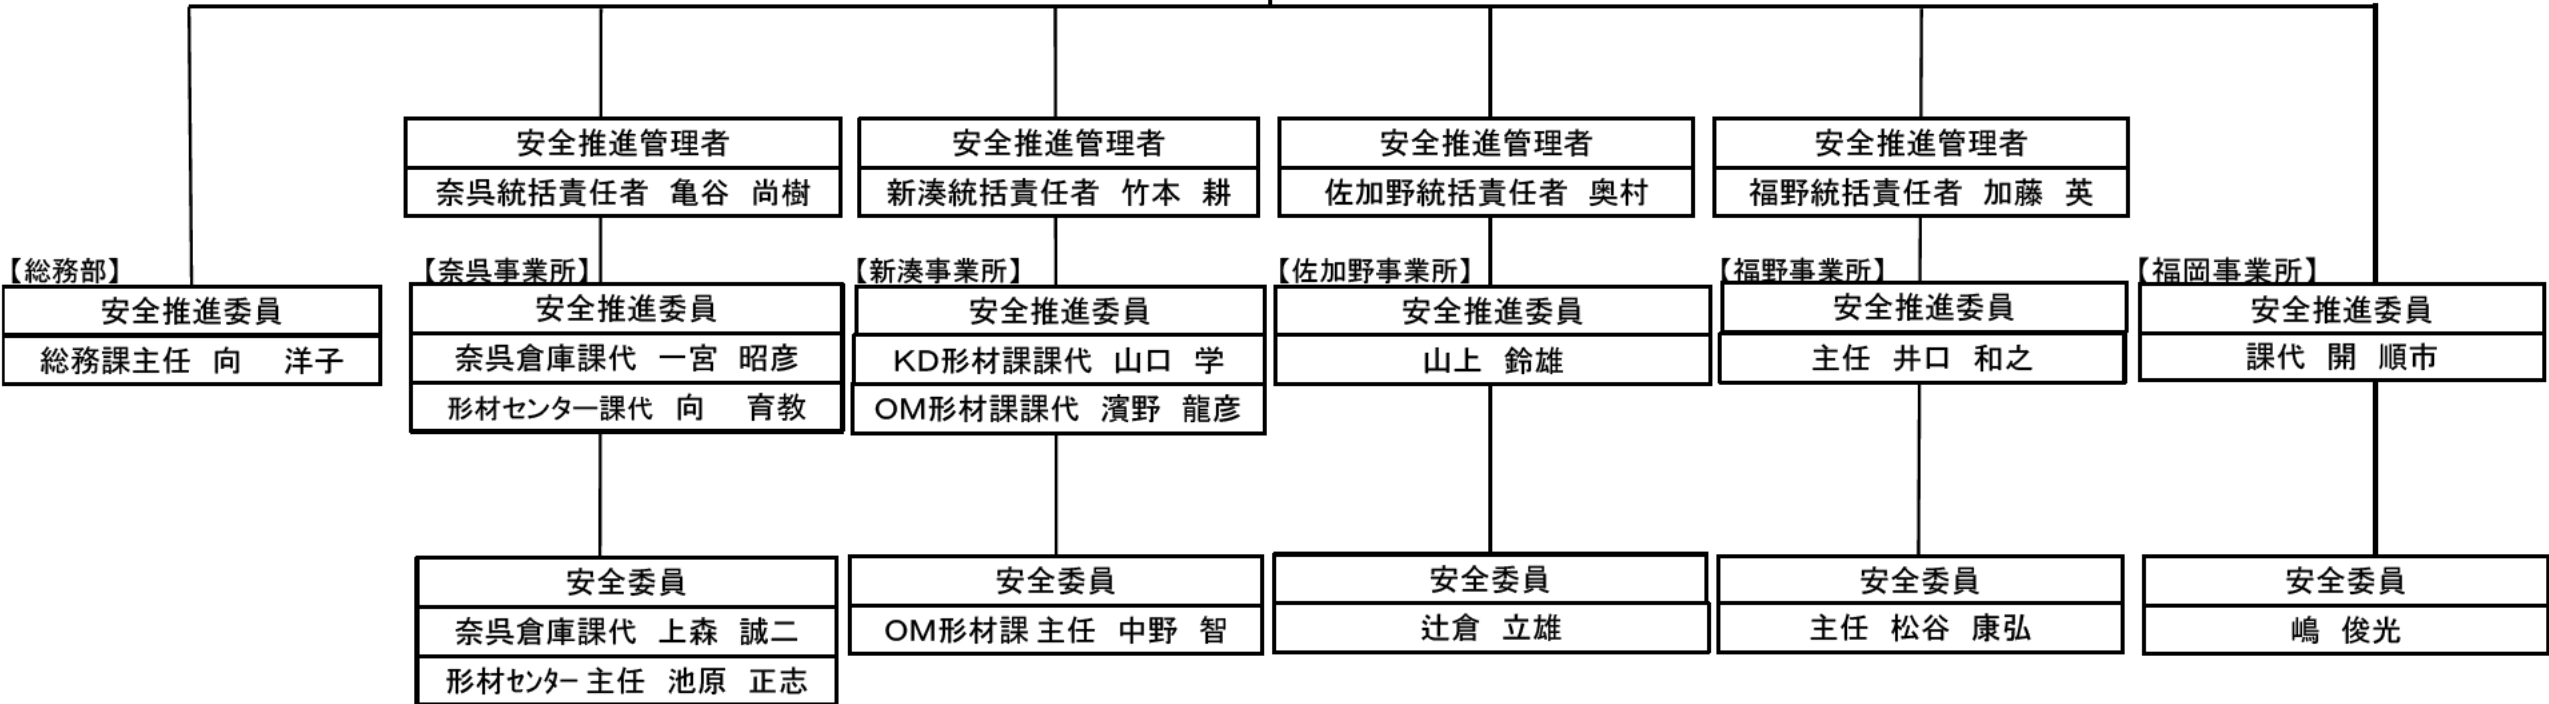 安全推進管理者
奈呉統括責任者 亀谷 尚樹
安全推進管理者
新湊統括責任者 竹本 耕
安全推進管理者
佐加野統括責任者 奥村
安全推進管理者
福野統括責任者 加藤 英
【総務部】
安全推進委員
総務課主任 向 洋子
【奈呉事業所】
安全推進委員
奈呉倉庫課代 一宮 昭彦
形材センター課代 向 育教
【新湊事業所】
安全推進委員
KD形材課課代 山口 学
OM形材課課代 濱野 龍彦
【佐加野事業所】
安全推進委員
山上 鈴雄
【福野事業所】
安全推進委員
主任 井口 和之
【福岡事業所】
安全推進委員
課代 開 順市
安全委員
奈呉倉庫課代 上森 誠二
形材センター 主任 池原 正志
安全委員
OM形材課 主任 中野 智
安全委員
辻倉 立雄
安全委員
主任 松谷 康弘
安全委員
嶋 俊光